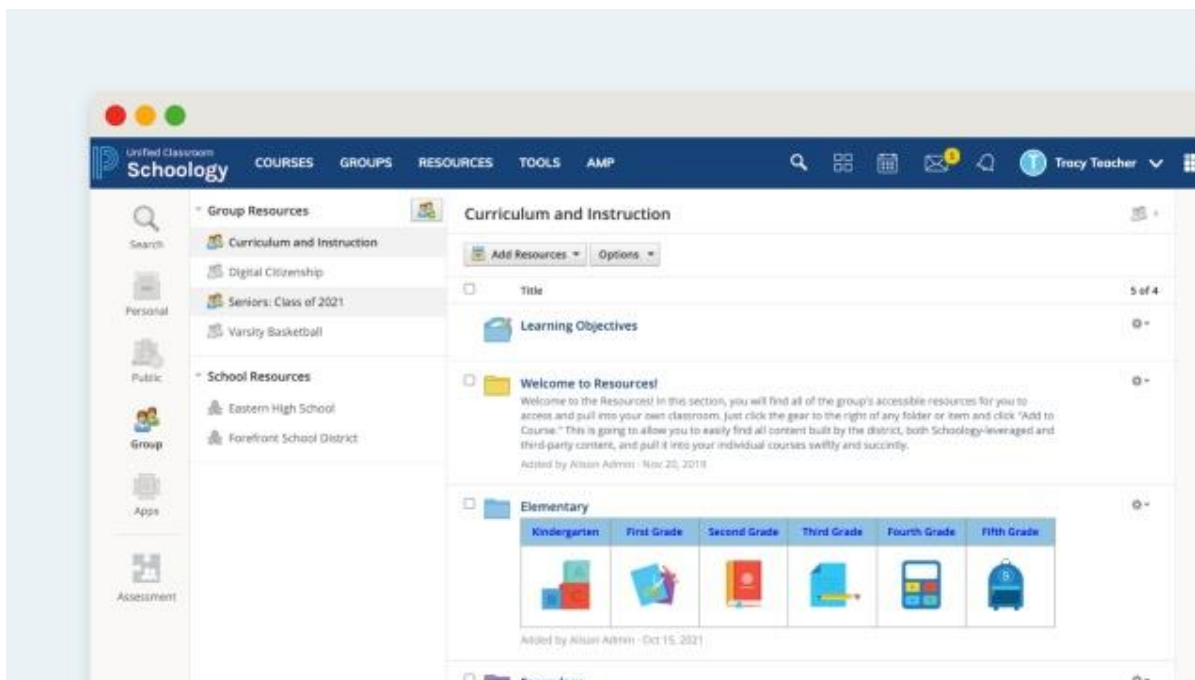 Unified Classroom
Schoology
COURSES GROUPS RESOURCES TOOLS AMP
Tracy Teacher
Search
Personal
Public
Group
Apps
Assessment
Group Resources
Curriculum and Instruction
Digital Citizenship
Seniors: Class of 2021
Varsity Basketball
School Resources
Eastern High School
Forefront School District
Curriculum and Instruction
Add Resources Options
Title 5 of 4
Learning Objectives
Welcome to Resources!
Welcome to the Resources! In this section, you will find all of the group's accessible resources for you to
access and pull into your own classroom. Just click the gear to the right of any folder or item and click "Add to
Course." This is going to allow you to easily find all content built by the district, both Schoology-leveraged and
third-party content, and pull it into your individual courses swiftly and succintly.
Added by Alison Admin · Nov 20, 2019
Elementary
Kindergarten First Grade Second Grade Third Grade Fourth Grade Fifth Grade
Added by Alison Admin · Oct 15, 2021